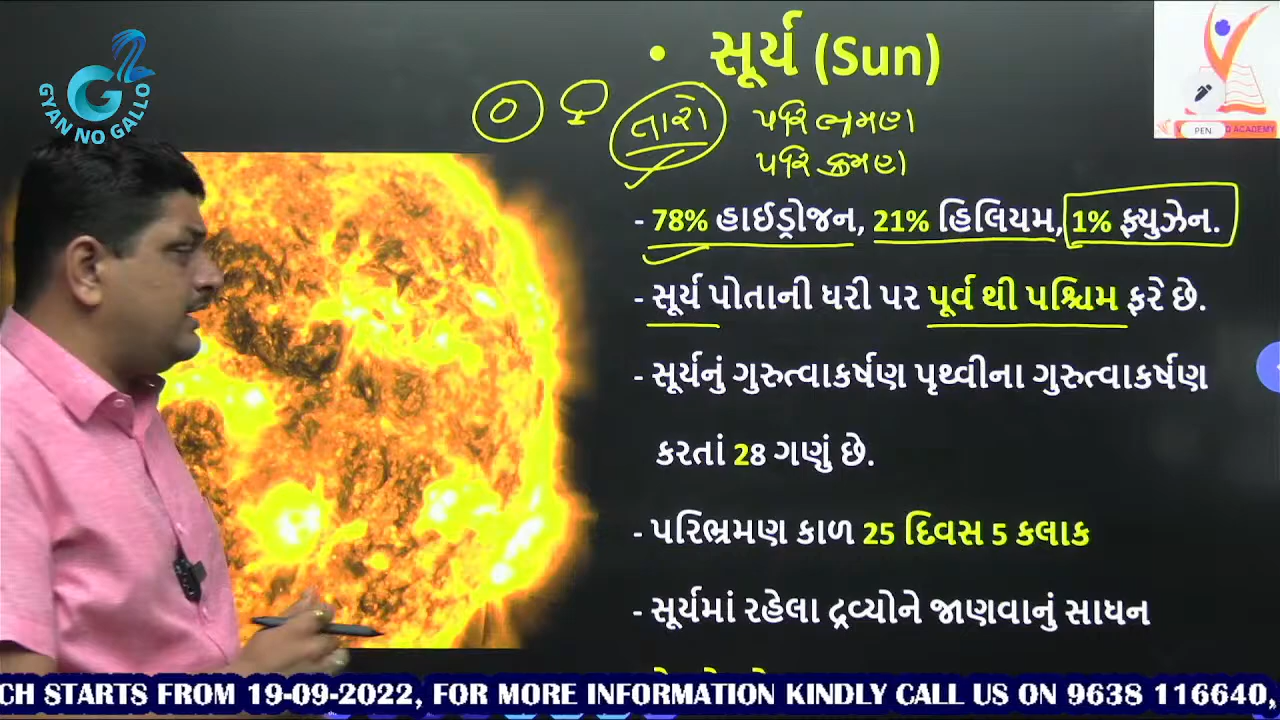 GYAN NO GALLO
G
• સૂર્ય (Sun)
તારો
પરિભ્રમણ
પરિક્રમણ
PEN
ACADEMY
- 78% હાઈડ્રોજન, 21% હિલિયમ, 1% ફ્યુઝેન.
- સૂર્ય પોતાની ધરી પર પૂર્વ થી પશ્ચિમ ફરે છે.
- સૂર્યનું ગુરુત્વાકર્ષણ પૃથ્વીના ગુરુત્વાકર્ષણ
કરતાં 28 ગણું છે.
- પરિભ્રમણ કાળ 25 દિવસ 5 કલાક
- સૂર્યમાં રહેલા દ્રવ્યોને જાણવાનું સાધન
CH STARTS FROM 19-09-2022, FOR MORE INFORMATION KINDLY CALL US ON 9638 116640,